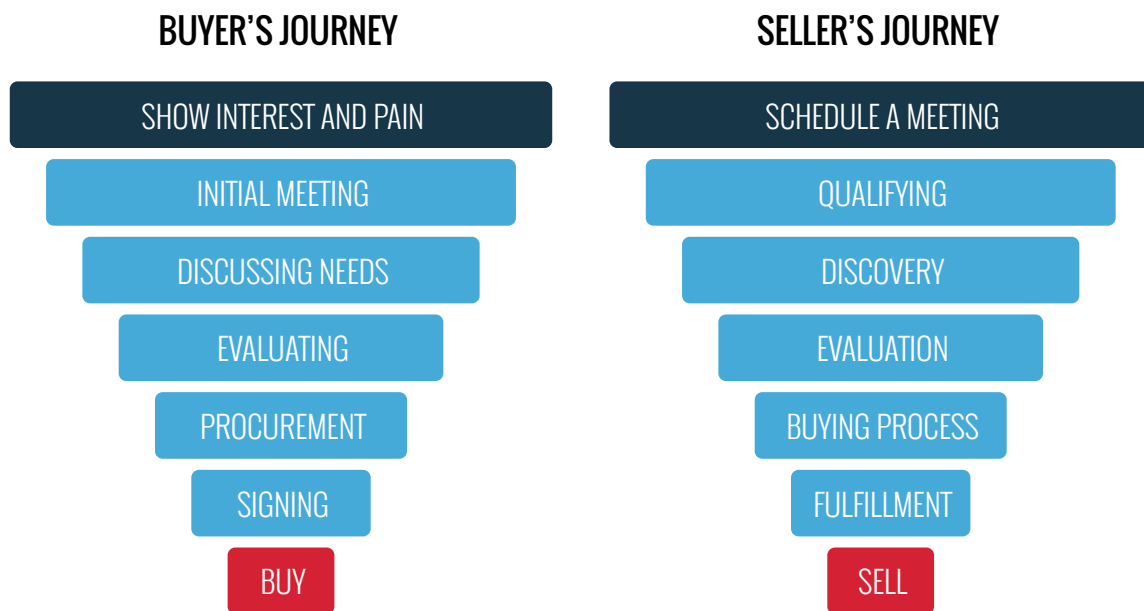 BUYER'S JOURNEY
SHOW INTEREST AND PAIN
INITIAL MEETING
DISCUSSING NEEDS
EVALUATING
PROCUREMENT
SIGNING
BUY
SELLER'S JOURNEY
SCHEDULE A MEETING
QUALIFYING
DISCOVERY
EVALUATION
BUYING PROCESS
FULFILLMENT
SELL